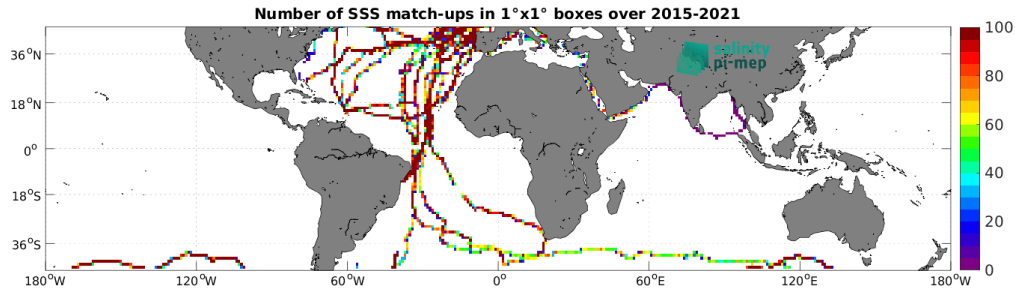 Number of SSS match-ups in 1°x1° boxes over 2015-2021
salinity
pi-mep
36°N
18°N
0°
18°S
36°S
180°W
120°W
60°W
0°
60°E
120°E
180°W
100
80
60
40
20
0